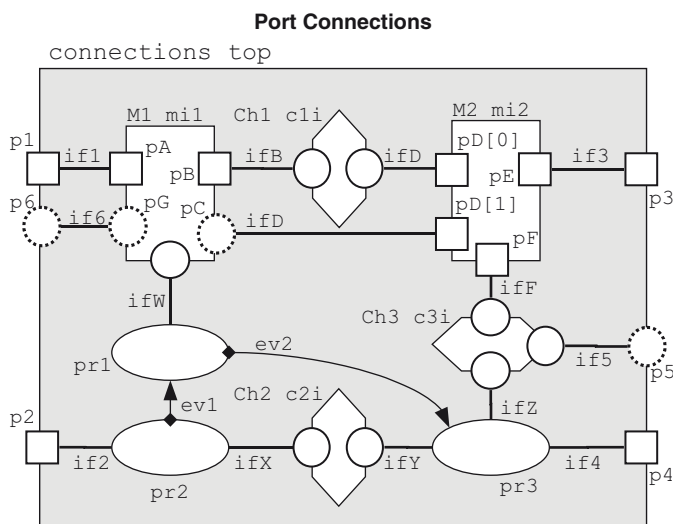 Port Connections
connections top
M1 mi1
Ch1 c1i
M2 mi2
p1
if1
pA
pB
ifB
ifD
pD[0]
pE
if3
p3
p6
if6
pG
pC
ifD
pD[1]
pF
ifW
ifF
Ch3 c3i
pr1
ev2
if5
p5
ev1
Ch2 c2i
ifZ
p2
if2
pr2
ifX
ifY
pr3
if4
p4